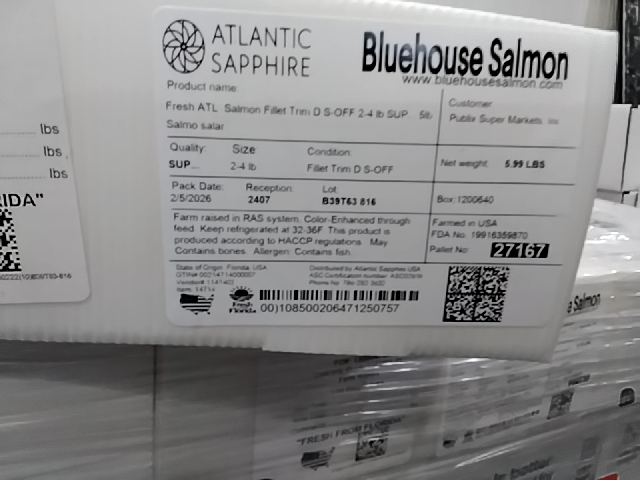 ATLANTIC
SAPPHIRE
Bluehouse Salmon
www.bluehousesalmon.com
Product name:
Fresh ATL Salmon Fillet Trim D S-OFF 2-4 lb SUP... 5lb
Salmo salar
Customer
Publix Super Markets, Inc
Quality: Size Condition:
SUP... 2-4 lb Fillet Trim D S-OFF
Net weight: 5.99 LBS
Pack Date: Reception: Lot:
2/5/2026 2407 B39T63 816
Box: 1200640
Farm raised in RAS system. Color-Enhanced through
feed. Keep refrigerated at 32-36F. This product is
produced according to HACCP regulations. May
Contains bones. Allergen: Contains fish.
Farmed in USA
FDA No. 19916359870
Pallet No: 27167
State of Origin: Florida, USA
Distributed by Atlantic Sapphire USA
Fresh
Florida
00)108500206471250757
lbs
lbs
lbs
RIDA"
e Salmon
"FRESH FROM FLORIDA"